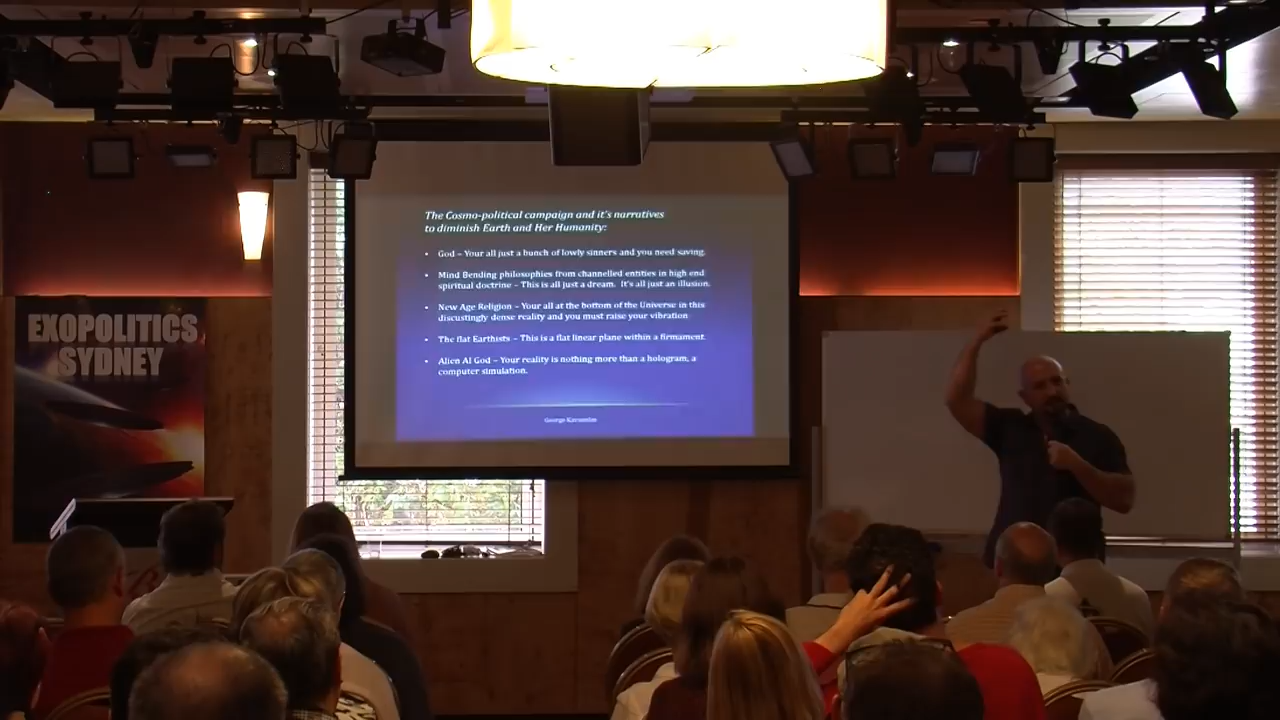 EXOPOLITICS
SYDNEY
The Cosmo-political campaign and it's narratives
to diminish Earth and Her Humanity:
• God – Your all just a bunch of lowly sinners and you need saving.
• Mind Bending philosophies from channelled entities in high end
spiritual doctrine – This is all just a dream. It's all just an illusion.
• New Age Religion – Your all at the bottom of the Universe in this
discustingly dense reality and you must raise your vibration
• The flat Earthists – This is a flat linear plane within a firmament.
• Alien AI God – Your reality is nothing more than a hologram, a
computer simulation.
George